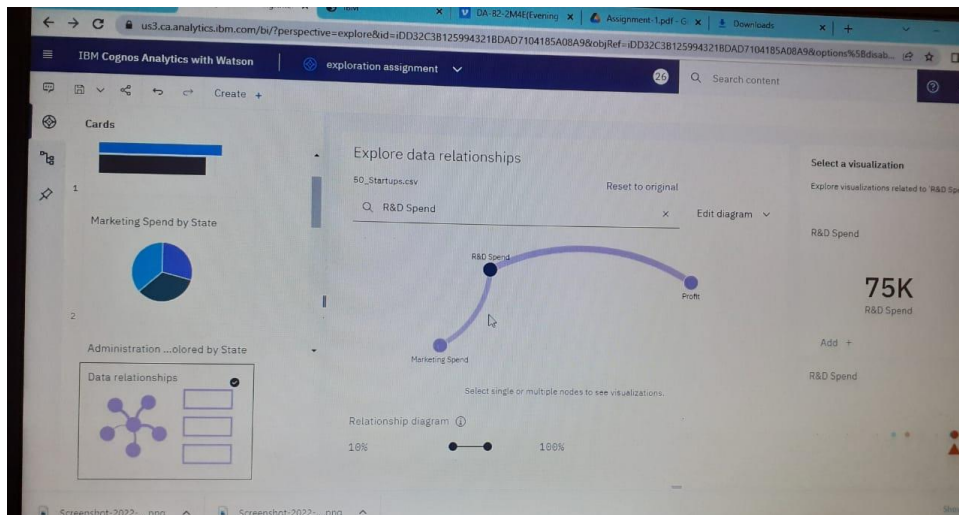 DA-B2-2M4E(Evening
Assignment-1.pdf - G
Downloads
us3.ca.analytics.ibm.com/bi/?perspective=explore&id=iDD32C3B125994321BDAD7104185A08A9&objRef=iDD32C3B125994321BDAD7104185A08A9&options%5Bdisab...
IBM Cognos Analytics with Watson
exploration assignment
26
Search content
Create +
Cards
Explore data relationships
Select a visualization
50_Startups.csv
Reset to original
Explore visualizations related to 'R&D Spe
1
R&D Spend
Edit diagram
Marketing Spend by State
R&D Spend
R&D Spend
75K
Profit
R&D Spend
2
Add +
Administration ...olored by State
Marketing Spend
Data relationships
R&D Spend
Select single or multiple nodes to see visualizations.
Relationship diagram
10%
100%
Screenshot-2022-....png
Screenshot-2022-....png